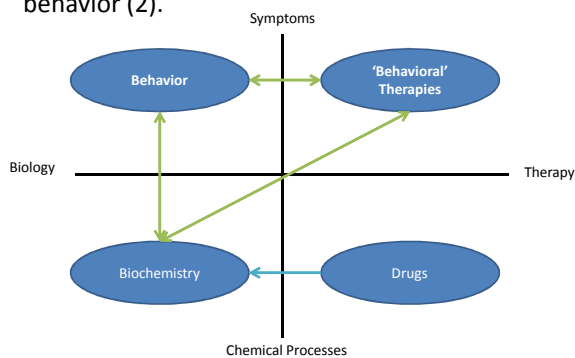 behavior (2).
Symptoms
Behavior
‘Behavioral’
Therapies
Biology
Therapy
Biochemistry
Drugs
Chemical Processes